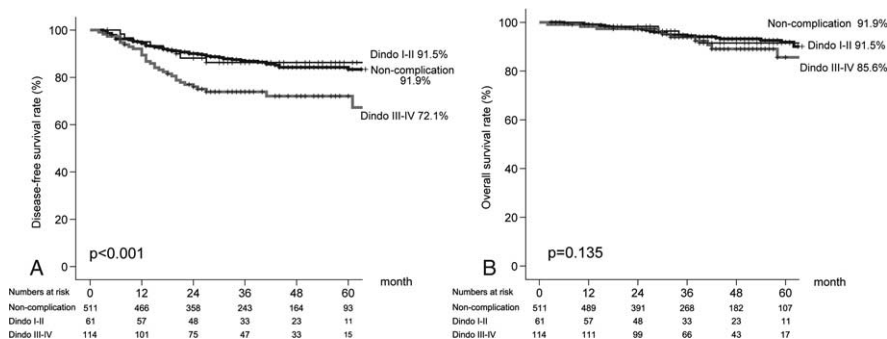 100
80
60
40
20
0
Disease-free survival rate (%)
Dindo I-II 91.5%
Non-complication
91.9%
Dindo III-IV 72.1%
p<0.001
A
month
Numbers at risk 0 12 24 36 48 60
Non-complication 511 466 358 243 164 93
Dindo I-II 61 57 48 33 23 11
Dindo III-IV 114 101 75 47 33 15
100
80
60
40
20
0
Overall survival rate (%)
Non-complication 91.9%
Dindo I-II 91.5%
Dindo III-IV 85.6%
p=0.135
B
month
Numbers at risk 0 12 24 36 48 60
Non-complication 511 489 391 268 182 107
Dindo I-II 61 57 48 33 23 11
Dindo III-IV 114 111 99 66 43 17